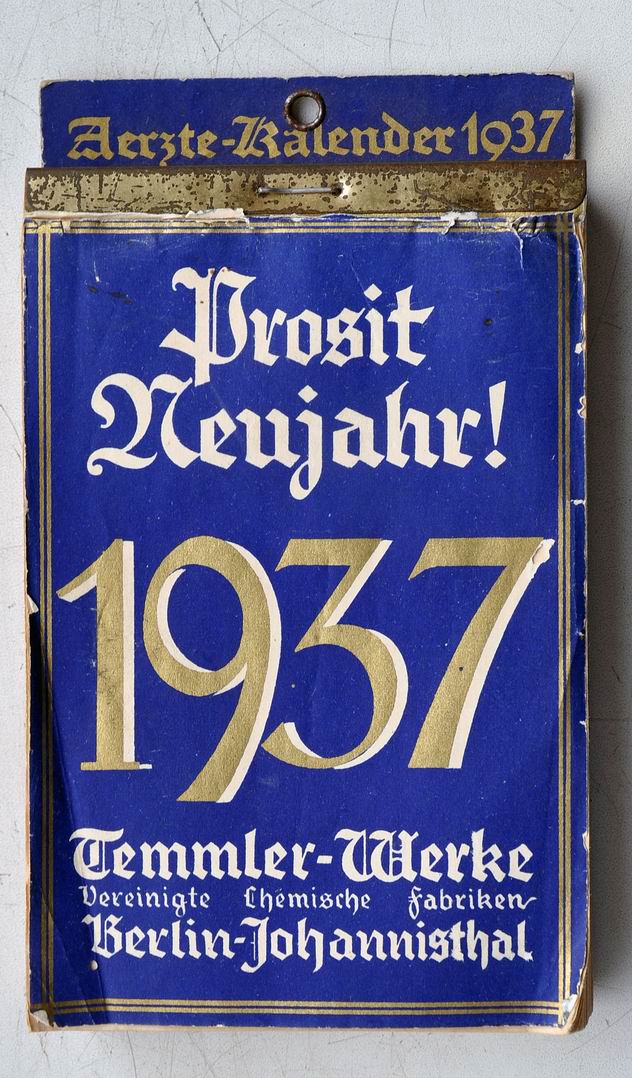 Aerzte-Kalender 1937
Prosit
Neujahr!
1937
Temmler-Werke
Vereinigte Chemische Fabriken
Berlin-Johannisthal